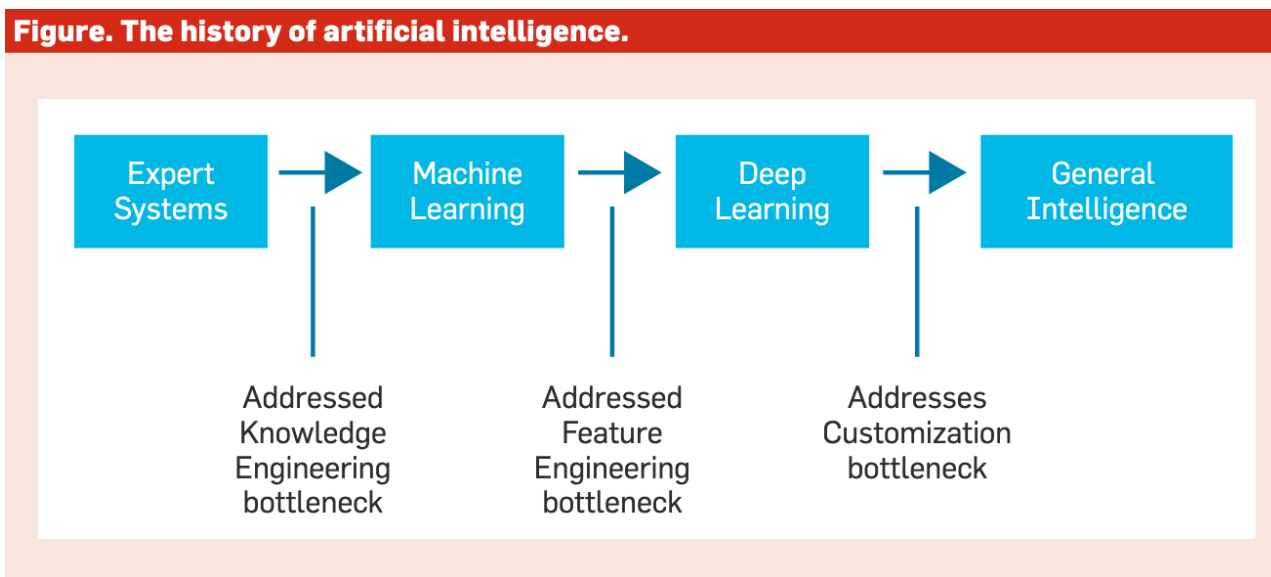 Figure. The history of artificial intelligence.
Expert
Systems
Machine
Learning
Deep
Learning
General
Intelligence
Addressed
Knowledge
Engineering
bottleneck
Addressed
Feature
Engineering
bottleneck
Addresses
Customization
bottleneck